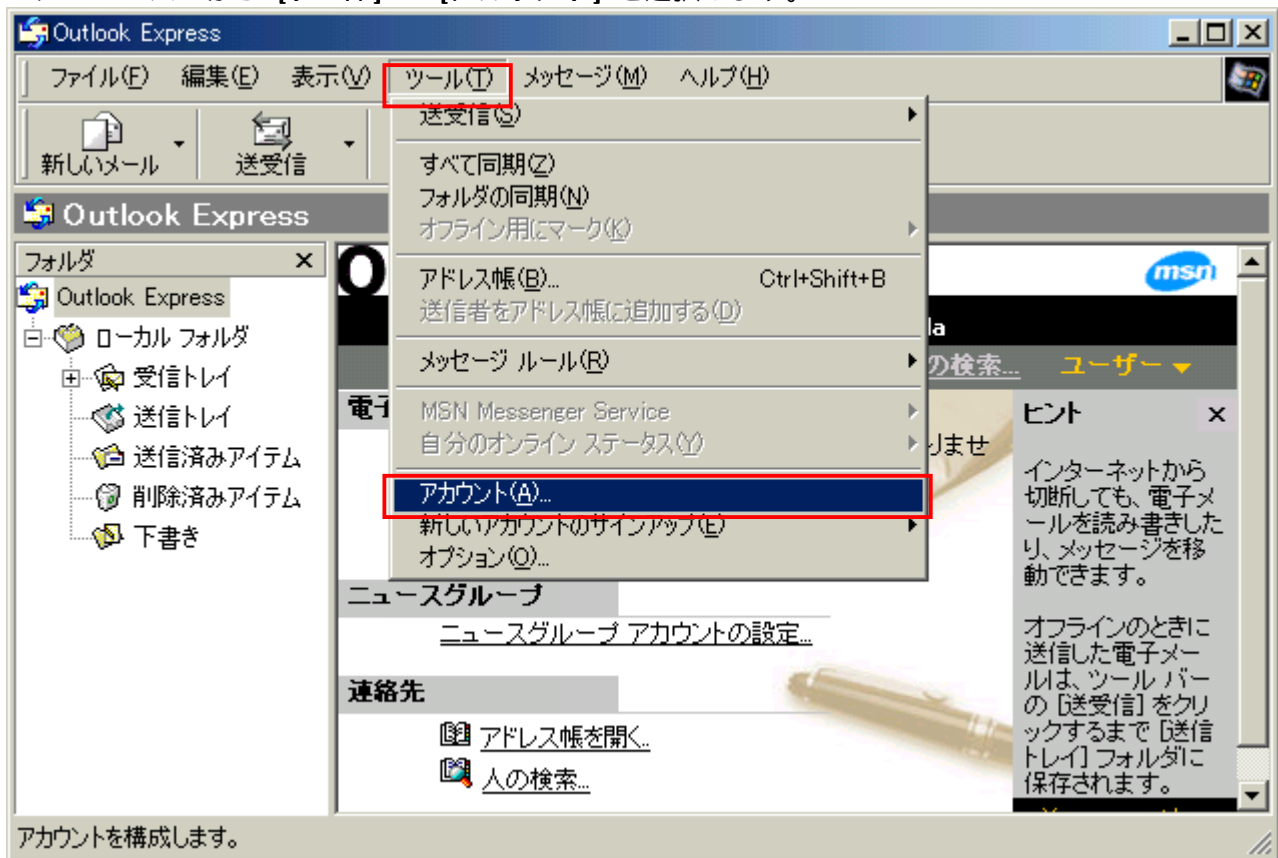 Outlook Express
ファイル(F) 編集(E) 表示(V) ツール(T) メッセージ(M) ヘルプ(H)
新しいメール 送受信
Outlook Express
フォルダ
Outlook Express
ローカル フォルダ
受信トレイ
送信トレイ
送信済みアイテム
削除済みアイテム
下書き
送受信(S)
すべて同期(Z)
フォルダの同期(N)
オフライン用にマーク(K)
アドレス帳(B)... Ctrl+Shift+B
送信者をアドレス帳に追加する(D)
メッセージ ルール(R)
MSN Messenger Service
自分のオンライン ステータス(Y)
アカウント(A)...
新しいアカウントのサインアップ(E)
オプション(O)...
msn
の検索... ユーザー
ニュースグループ
ニュースグループ アカウントの設定...
連絡先
アドレス帳を開く...
人の検索...
ヒント
インターネットから
切断しても、電子メ
ールを読み書きした
り、メッセージを移
動できます。
オフラインのときに
送信した電子メー
ルは、ツール バー
の [送受信] をクリ
ックするまで [送信
トレイ] フォルダに
保存されます。
アカウントを構成します。